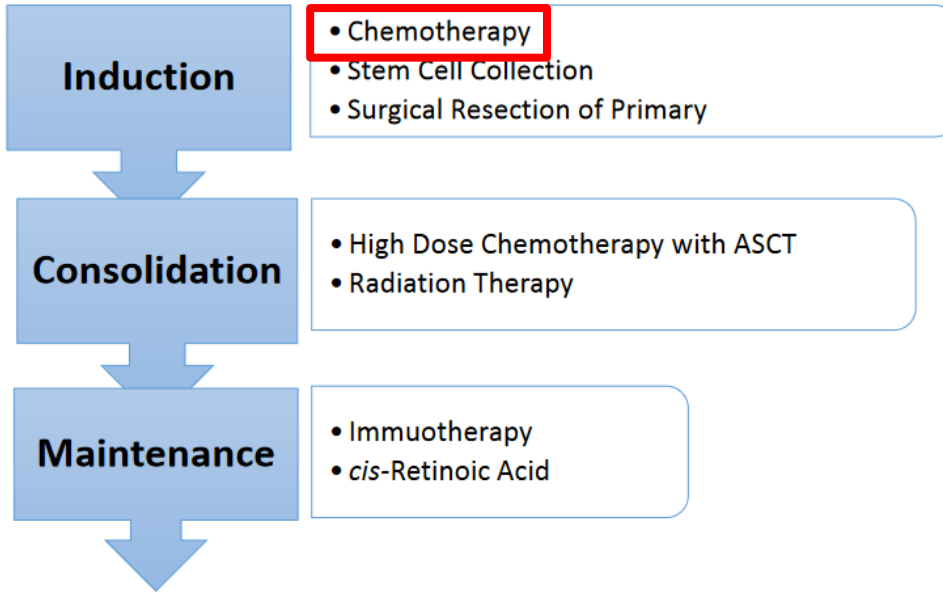 Induction
• Chemotherapy
• Stem Cell Collection
• Surgical Resection of Primary
Consolidation
• High Dose Chemotherapy with ASCT
• Radiation Therapy
Maintenance
• Immuotherapy
• cis-Retinoic Acid